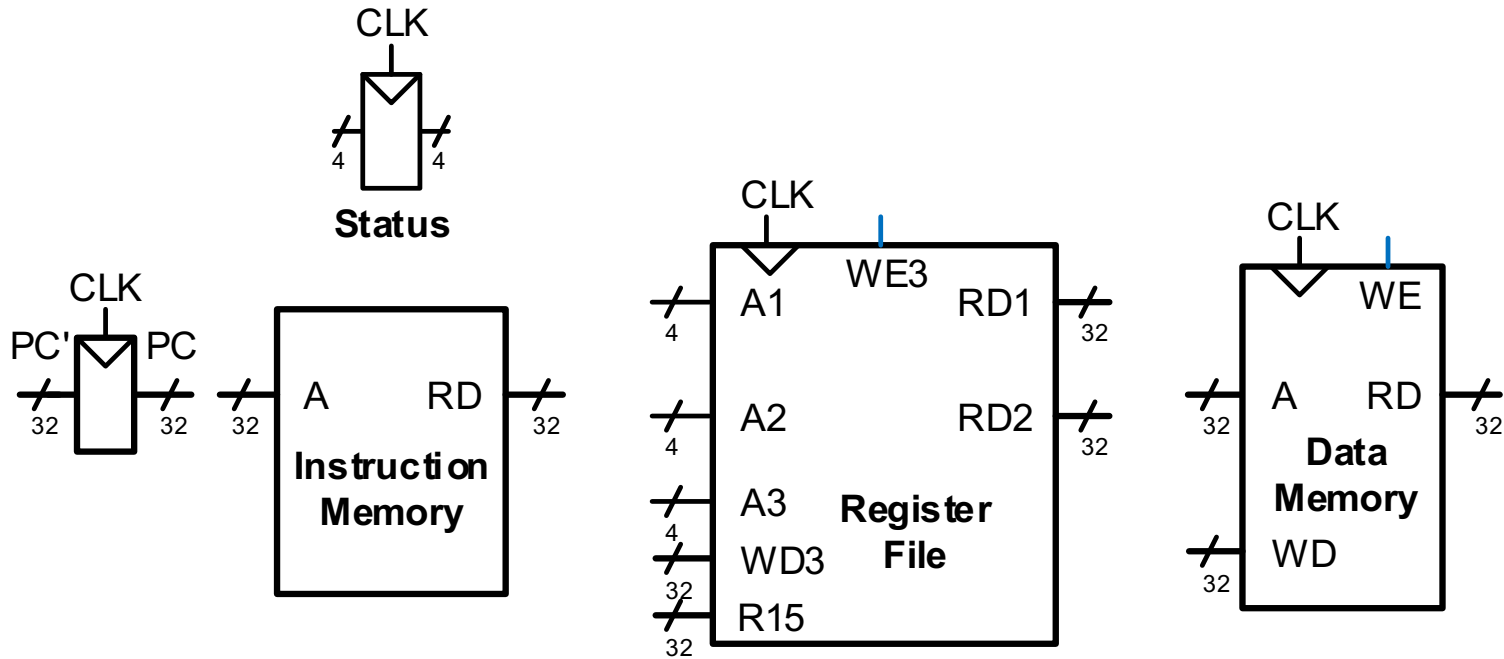 CLK
4
4
Status
CLK
PC'
PC
32
32
A
RD
32
32
Instruction
Memory
CLK
WE3
A1
RD1
4
32
A2
RD2
4
32
A3
4
Register
File
WD3
32
R15
32
CLK
WE
A
RD
32
32
Data
Memory
WD
32